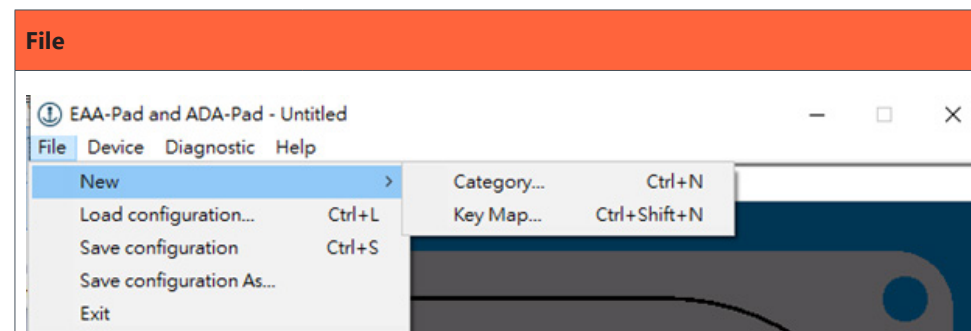 File
EAA-Pad and ADA-Pad - Untitled
File Device Diagnostic Help
New > Category... Ctrl+N
Load configuration... Ctrl+L Key Map... Ctrl+Shift+N
Save configuration Ctrl+S
Save configuration As...
Exit